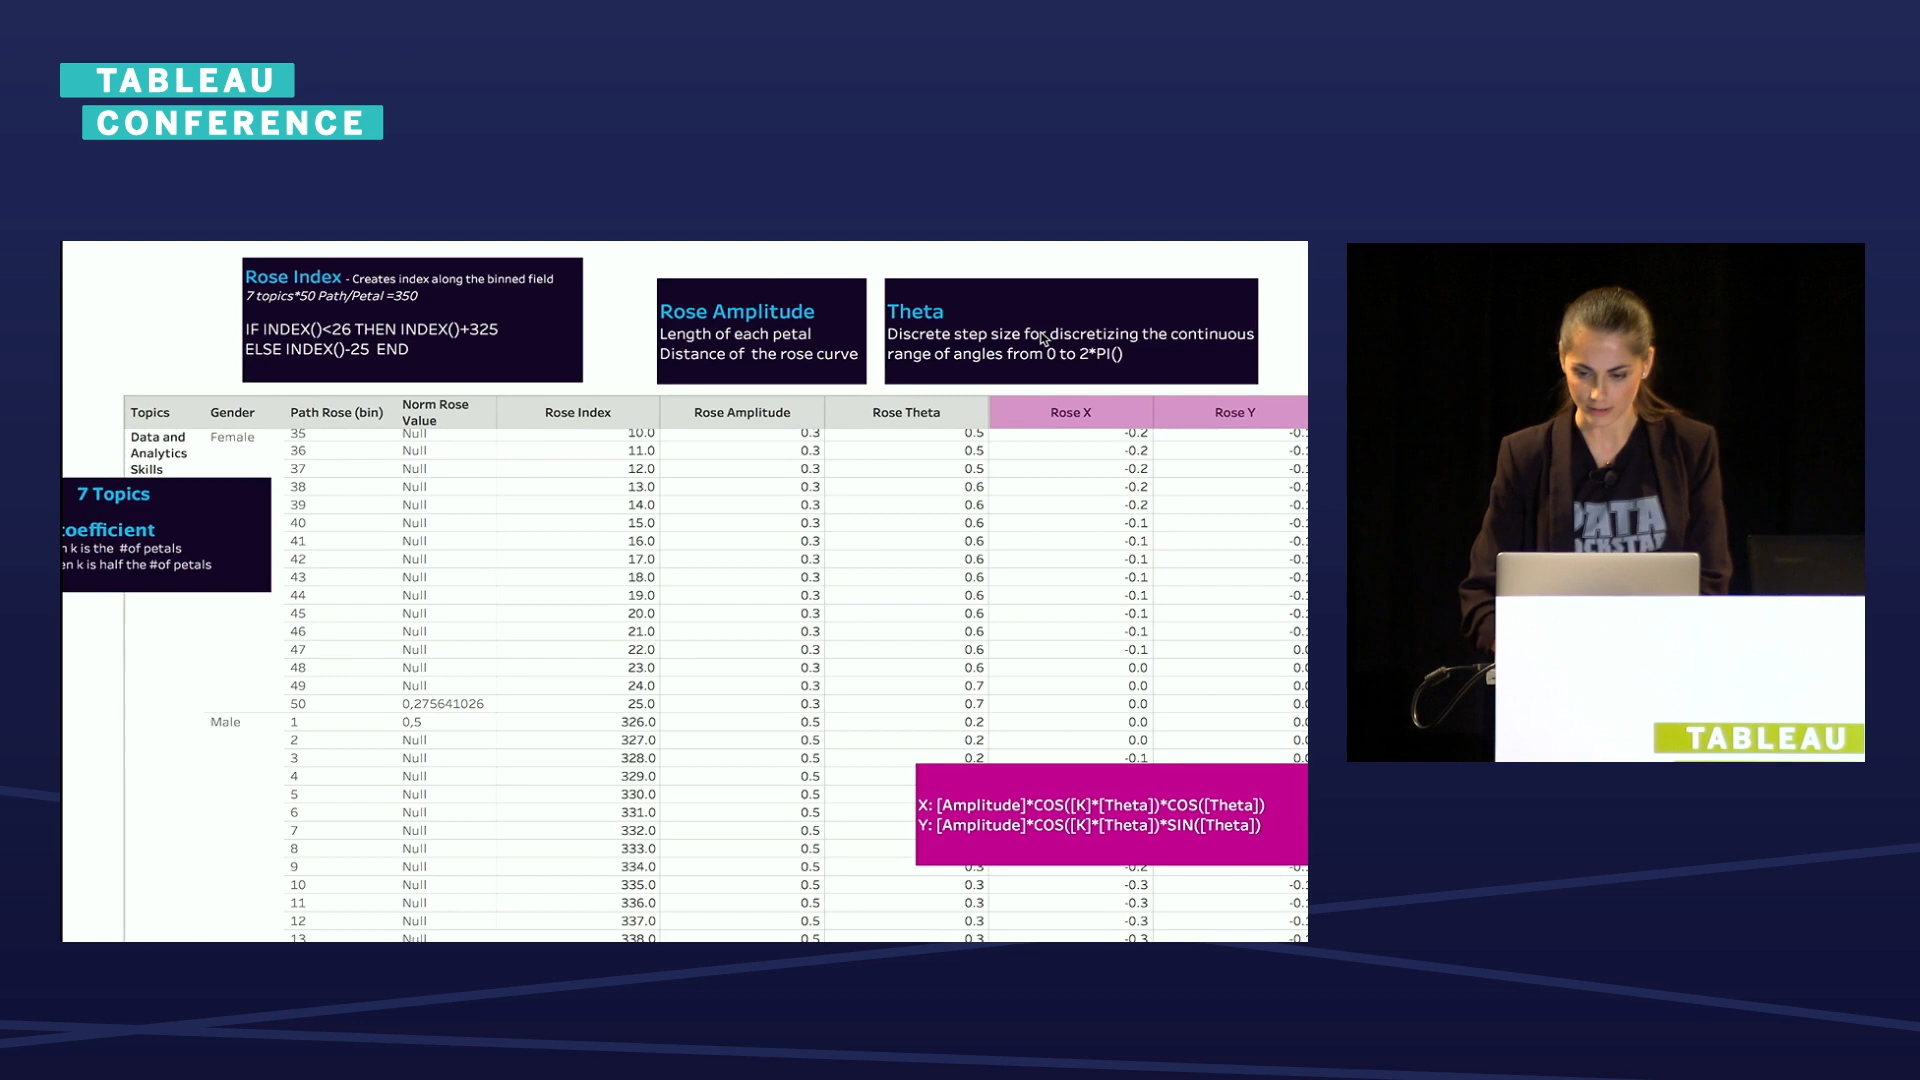 TABLEAU
CONFERENCE
Rose Index - Creates index along the binned field
7 topics*50 Path/Petal =350
IF INDEX()<26 THEN INDEX()+325
ELSE INDEX()-25 END
Rose Amplitude
Length of each petal
Distance of the rose curve
Theta
Discrete step size for discretizing the continuous
range of angles from 0 to 2*PI()
Topics Gender Path Rose (bin) Norm Rose Value Rose Index Rose Amplitude Rose Theta Rose X Rose Y
Data and Female 35 Null 10.0 0.3 0.5 -0.2
Analytics 36 Null 11.0 0.3 0.5 -0.2
Skills 37 Null 12.0 0.3 0.5 -0.2
7 Topics
coefficient
k is the #of petals
k is half the #of petals
38 Null 13.0 0.3 0.6 -0.2
39 Null 14.0 0.3 0.6 -0.2
40 Null 15.0 0.3 0.6 -0.1
41 Null 16.0 0.3 0.6 -0.1
42 Null 17.0 0.3 0.6 -0.1
43 Null 18.0 0.3 0.6 -0.1
44 Null 19.0 0.3 0.6 -0.1
45 Null 20.0 0.3 0.6 -0.1
46 Null 21.0 0.3 0.6 -0.1
47 Null 22.0 0.3 0.6 -0.1
48 Null 23.0 0.3 0.6 0.0
49 Null 24.0 0.3 0.7 0.0
50 0,275641026 25.0 0.3 0.7 0.0
Male 1 0,5 326.0 0.5 0.2 0.0
2 Null 327.0 0.5 0.2 0.0
3 Null 328.0 0.5 0.2 -0.1
4 Null 329.0 0.5
5 Null 330.0 0.5
6 Null 331.0 0.5
7 Null 332.0 0.5
8 Null 333.0 0.5
9 Null 334.0 0.5 0.3 -0.2
10 Null 335.0 0.5 0.3 -0.3
11 Null 336.0 0.5 0.3 -0.3
12 Null 337.0 0.5 0.3 -0.3
13 Null 338.0 0.5 0.3 -0.3
X: [Amplitude]*COS([K]*[Theta])*COS([Theta])
Y: [Amplitude]*COS([K]*[Theta])*SIN([Theta])
DATA
TABLEAU